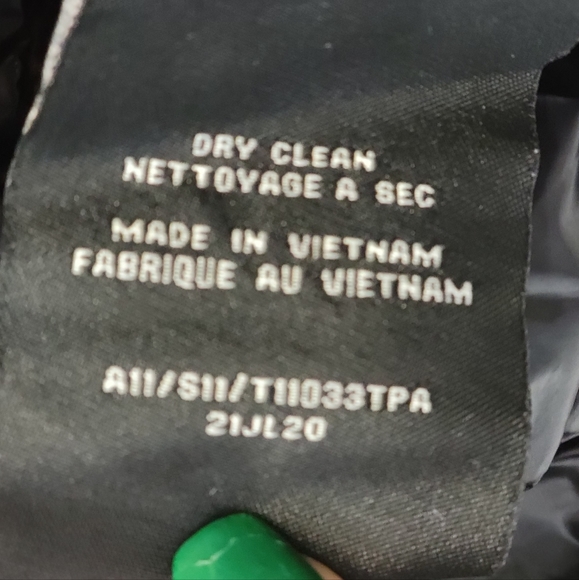 DRY CLEAN
NETTOYAGE A SEC
MADE IN VIETNAM
FABRIQUE AU VIETNAM
A11/S11/T11033TPA
21JL20